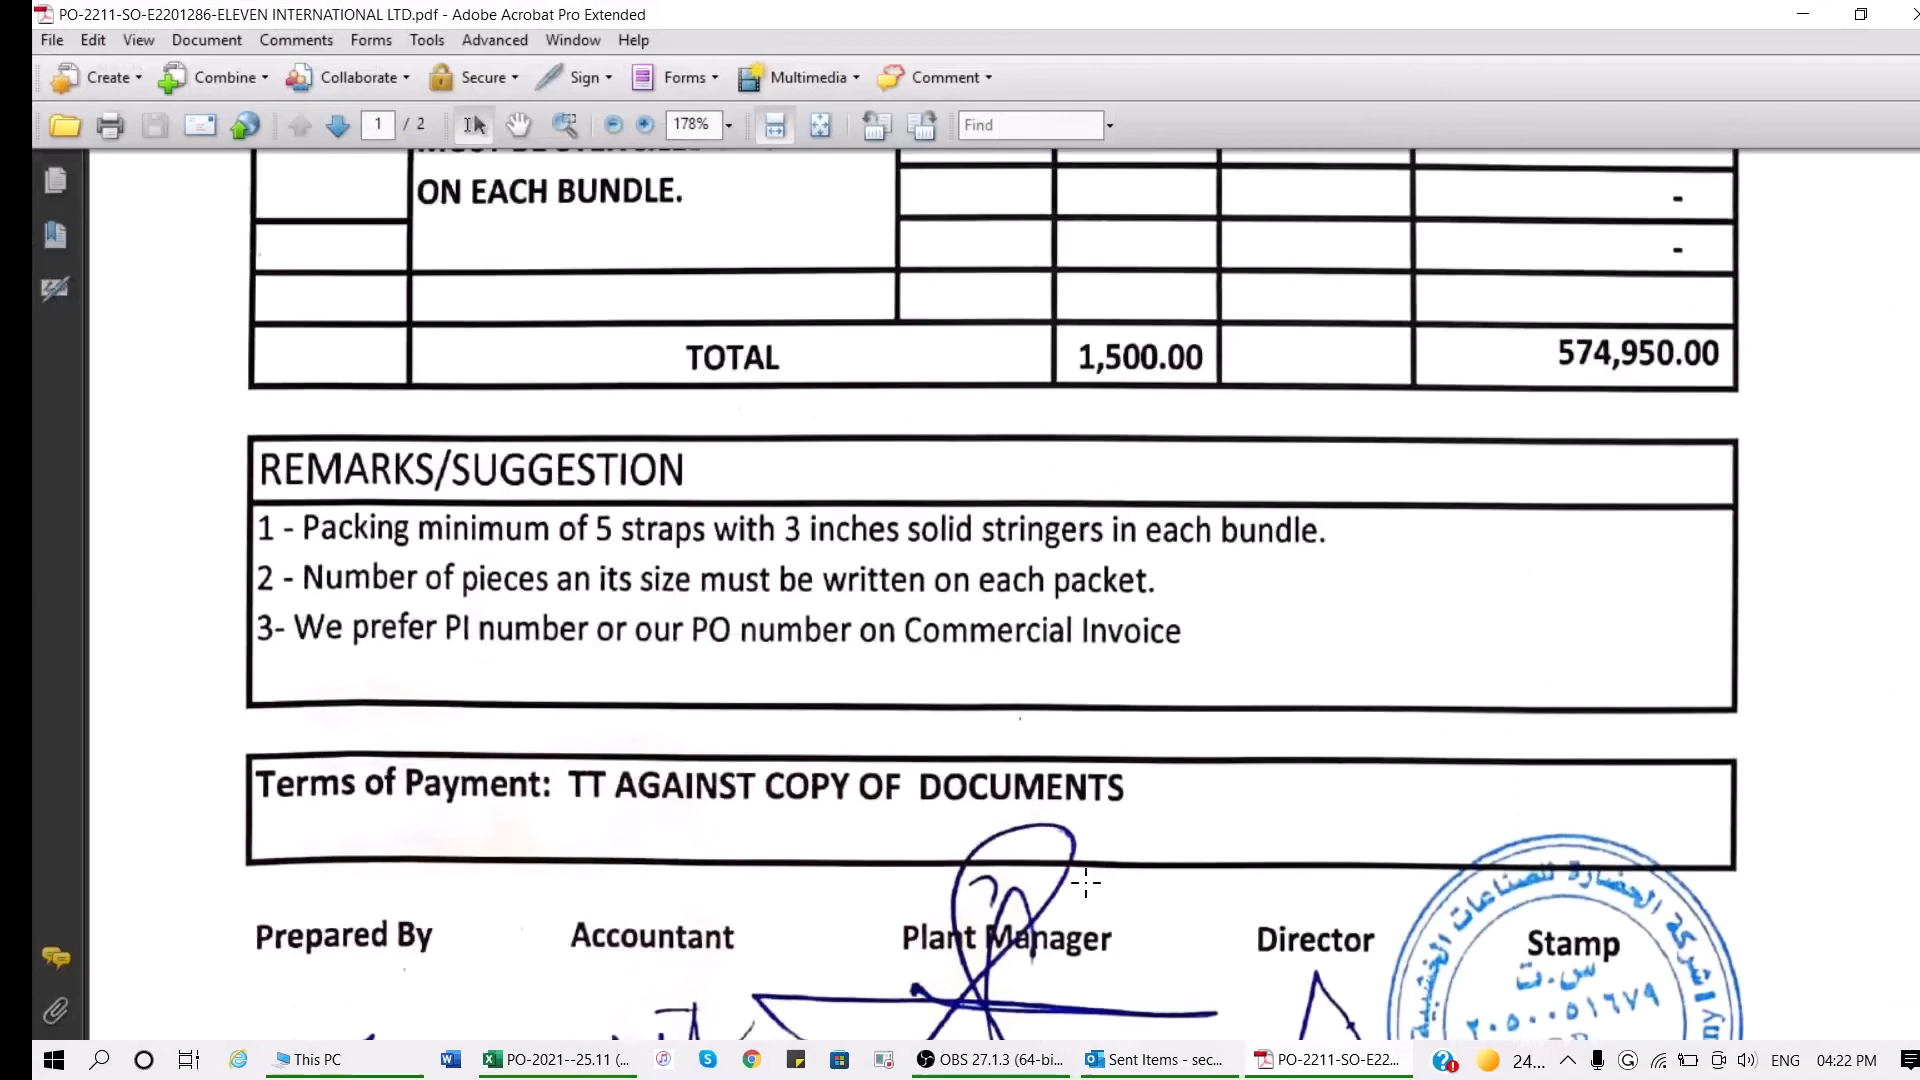 PO-2211-SO-E2201286-ELEVEN INTERNATIONAL LTD.pdf - Adobe Acrobat Pro Extended
File Edit View Document Comments Forms Tools Advanced Window Help
Create Combine Collaborate Secure Sign Forms Multimedia Comment
1 / 2 178% Find
ON EACH BUNDLE.
-
-
TOTAL 1,500.00 574,950.00
REMARKS/SUGGESTION
1 - Packing minimum of 5 straps with 3 inches solid stringers in each bundle.
2 - Number of pieces an its size must be written on each packet.
3- We prefer PI number or our PO number on Commercial Invoice
Terms of Payment: TT AGAINST COPY OF DOCUMENTS
Prepared By Accountant Plant Manager Director Stamp
شركة الحضارة للصناعات الخشبية
س.ت
٢٠٥٠٠٥١٦٧٩
This PC PO-2021--25.11 (... OBS 27.1.3 (64-bi... Sent Items - sec... PO-2211-SO-E22... 24... ENG 04:22 PM